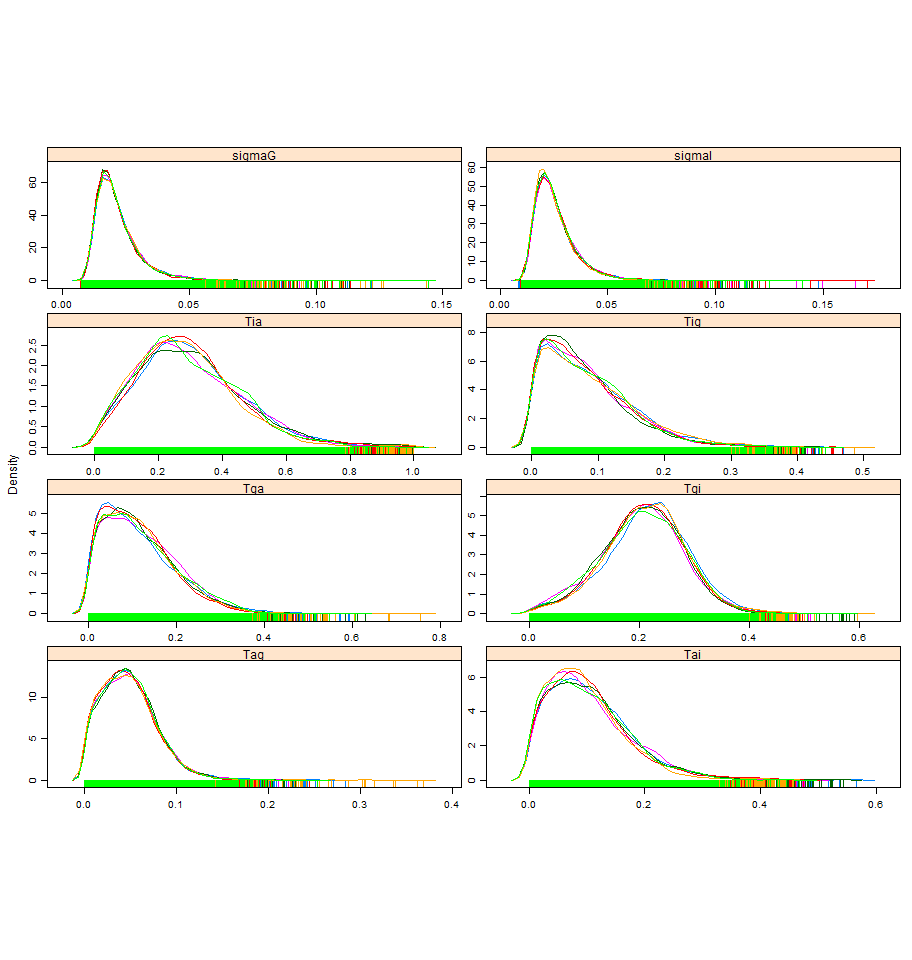 sigmaG sigmaI
0 20 40 60
0 10 20 30 40 50 60
0.00 0.05 0.10 0.15
0.00 0.05 0.10 0.15
Tia Tig
0.0 0.5 1.0 1.5 2.0 2.5
0 2 4 6 8
0.0 0.2 0.4 0.6 0.8 1.0
0.0 0.1 0.2 0.3 0.4 0.5
Density
Tga Tgi
0 1 2 3 4 5
0 1 2 3 4 5
0.0 0.2 0.4 0.6 0.8
0.0 0.2 0.4 0.6
Tag Tai
0 5 10
0 2 4 6
0.0 0.1 0.2 0.3 0.4
0.0 0.2 0.4 0.6